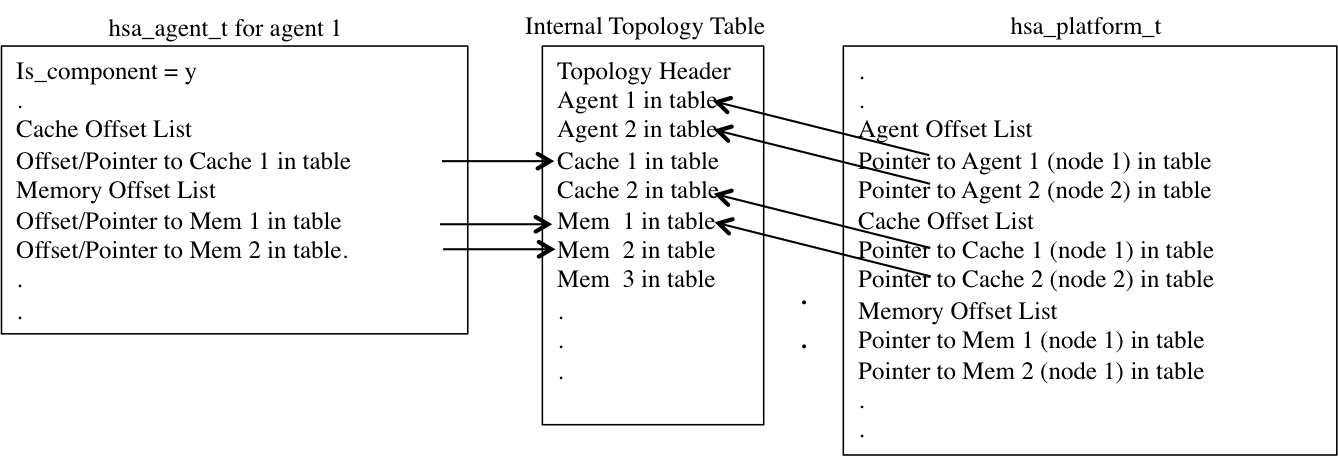 hsa_agent_t for agent 1
Is_component = y
.
Cache Offset List
Offset/Pointer to Cache 1 in table
Memory Offset List
Offset/Pointer to Mem 1 in table
Offset/Pointer to Mem 2 in table.
.
.
Internal Topology Table
Topology Header
Agent 1 in table
Agent 2 in table
Cache 1 in table
Cache 2 in table
Mem  1 in table
Mem  2 in table
Mem  3 in table
.
.
.
.
.
hsa_platform_t
.
.
Agent Offset List
Pointer to Agent 1 (node 1) in table
Pointer to Agent 2 (node 2) in table
Cache Offset List
Pointer to Cache 1 (node 1) in table
Pointer to Cache 2 (node 2) in table
Memory Offset List
Pointer to Mem 1 (node 1) in table
Pointer to Mem 2 (node 1) in table
.
.